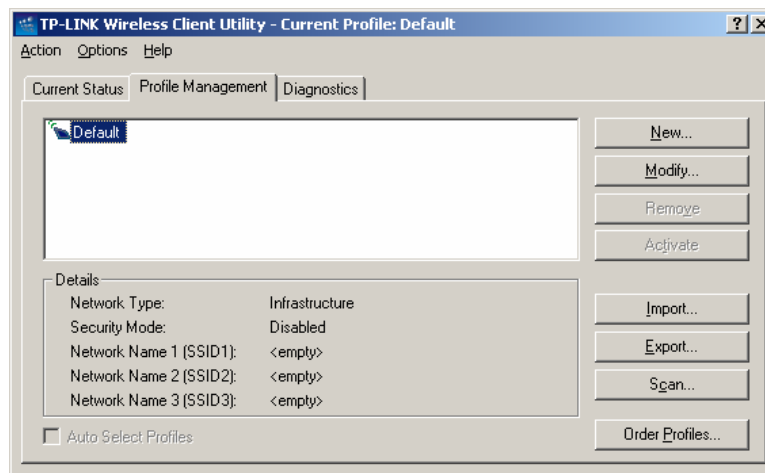 TP-LINK Wireless Client Utility - Current Profile: Default
Action Options Help
Current Status Profile Management Diagnostics
Default
New...
Modify...
Remove
Activate
Details
Network Type: Infrastructure
Security Mode: Disabled
Network Name 1 (SSID1): <empty>
Network Name 2 (SSID2): <empty>
Network Name 3 (SSID3): <empty>
Import...
Export...
Scan...
Auto Select Profiles
Order Profiles...